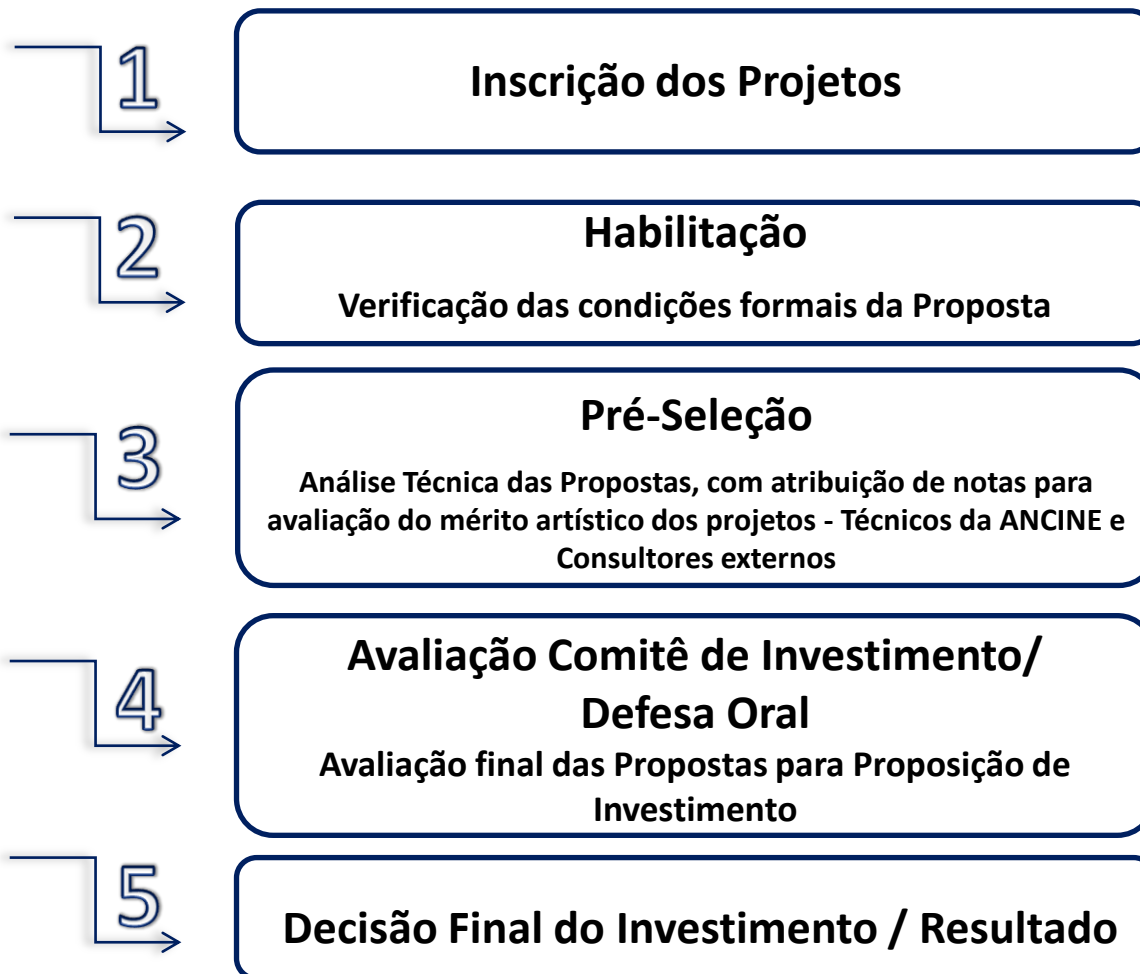 1
Inscrição dos Projetos
2
Habilitação
Verificação das condições formais da Proposta
3
Pré-Seleção
Análise Técnica das Propostas, com atribuição de notas para
avaliação do mérito artístico dos projetos - Técnicos da ANCINE e
Consultores externos
4
Avaliação Comitê de Investimento/
Defesa Oral
Avaliação final das Propostas para Proposição de
Investimento
5
Decisão Final do Investimento / Resultado